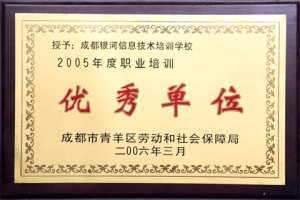 授予：成都银河信息技术培训学校
2005年度职业培训
优秀单位
成都市青羊区劳动和社会保障局
二00六年三月